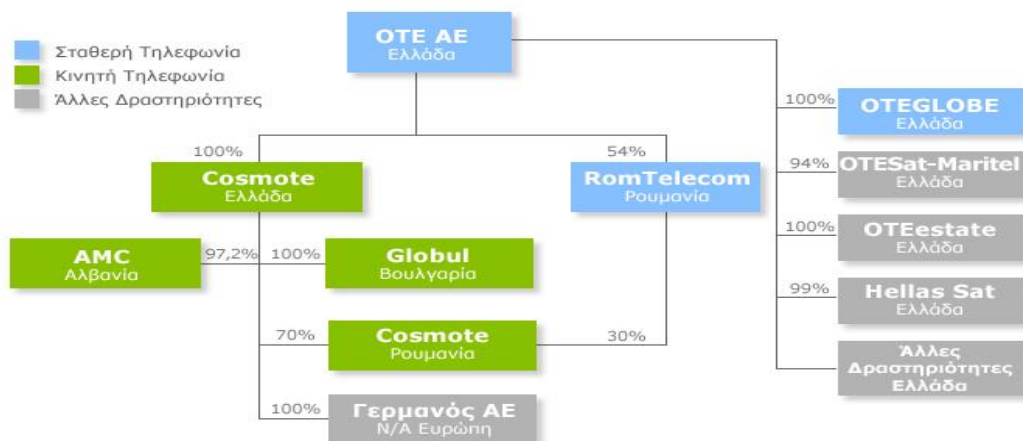 OTE AE
Ελλάδα
Σταθερή Τηλεφωνία
Κινητή Τηλεφωνία
Άλλες Δραστηριότητες
100%
OTEGLOBE
Ελλάδα
100%
Cosmote
Ελλάδα
54%
RomTelecom
Ρουμανία
94%
OTESat-Maritel
Ελλάδα
100%
OTEestate
Ελλάδα
AMC
Αλβανία
97,2%
100%
Globul
Βουλγαρία
99%
Hellas Sat
Ελλάδα
70%
Cosmote
Ρουμανία
30%
Άλλες
Δραστηριότητες
Ελλάδα
100%
Γερμανός ΑΕ
Ν/Α Ευρώπη